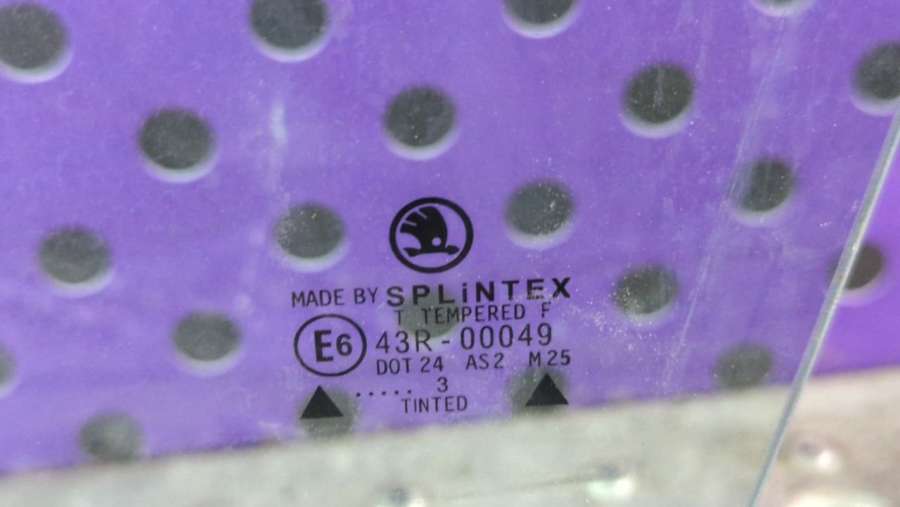 MADE BY SPLiNTEX
T TEMPERED F
E6 43R-00049
DOT 24 AS2 M25
..... 3
TINTED